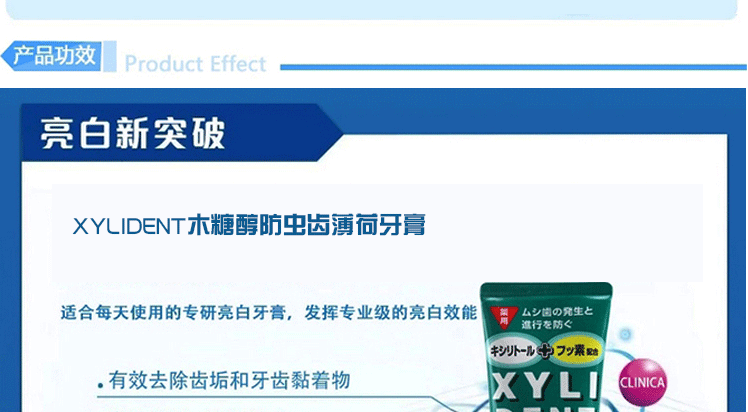 产品功效 Product Effect
亮白新突破
XYLIDENT木糖醇防虫齿薄荷牙膏
适合每天使用的专研亮白牙膏，发挥专业级的亮白效能
.有效去除齿垢和牙齿黏着物
薬用 ムシ歯の発生と
進行を防ぐ
キシリトール+フッ素配合
XYLI
DENT
CLINICA